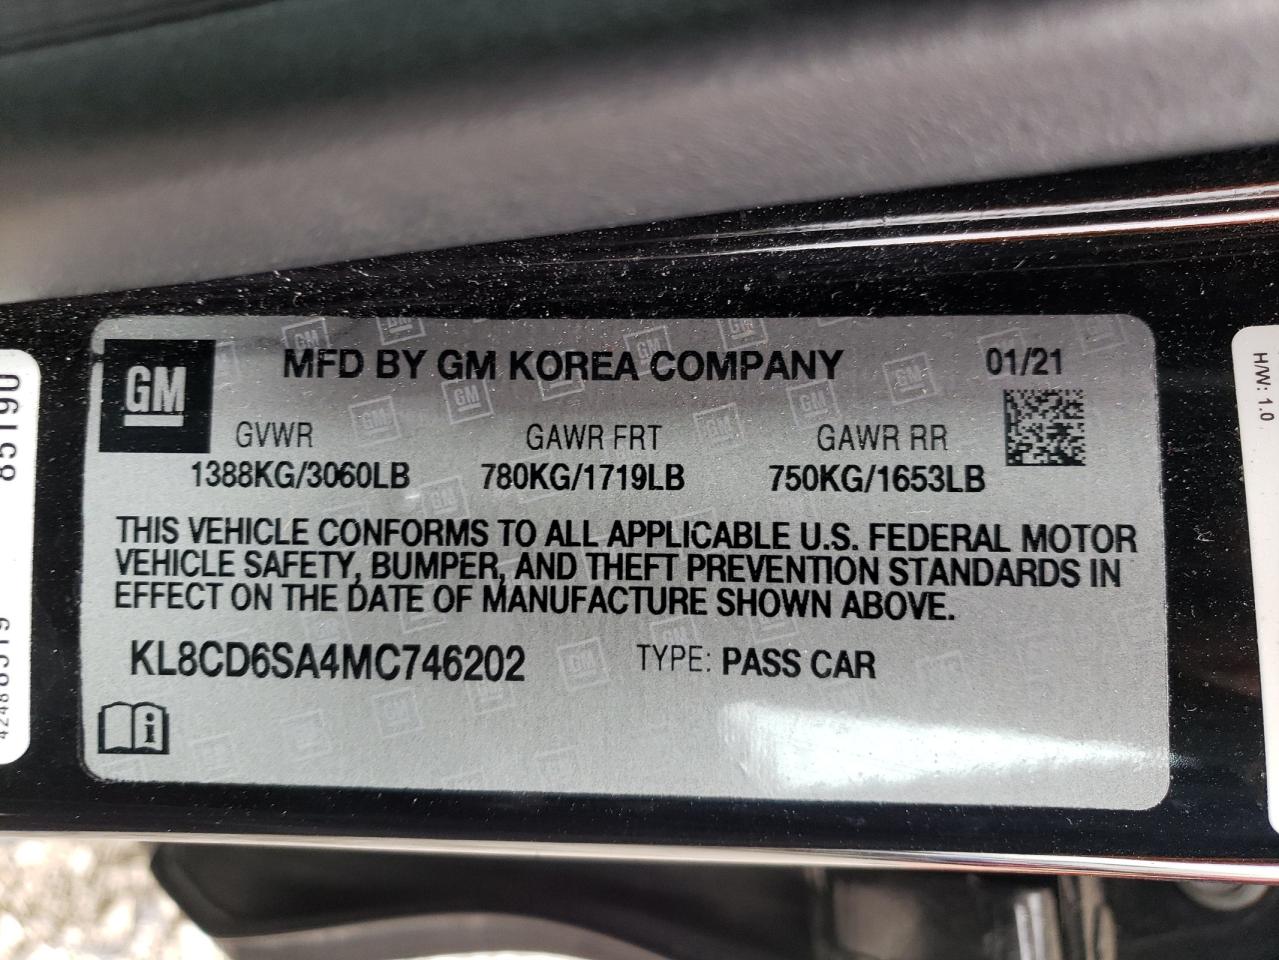 GM
MFD BY GM KOREA COMPANY 01/21
GVWR GAWR FRT GAWR RR
1388KG/3060LB 780KG/1719LB 750KG/1653LB
THIS VEHICLE CONFORMS TO ALL APPLICABLE U.S. FEDERAL MOTOR
VEHICLE SAFETY, BUMPER, AND THEFT PREVENTION STANDARDS IN
EFFECT ON THE DATE OF MANUFACTURE SHOWN ABOVE.
KL8CD6SA4MC746202 TYPE: PASS CAR
i
H/W: 1.0